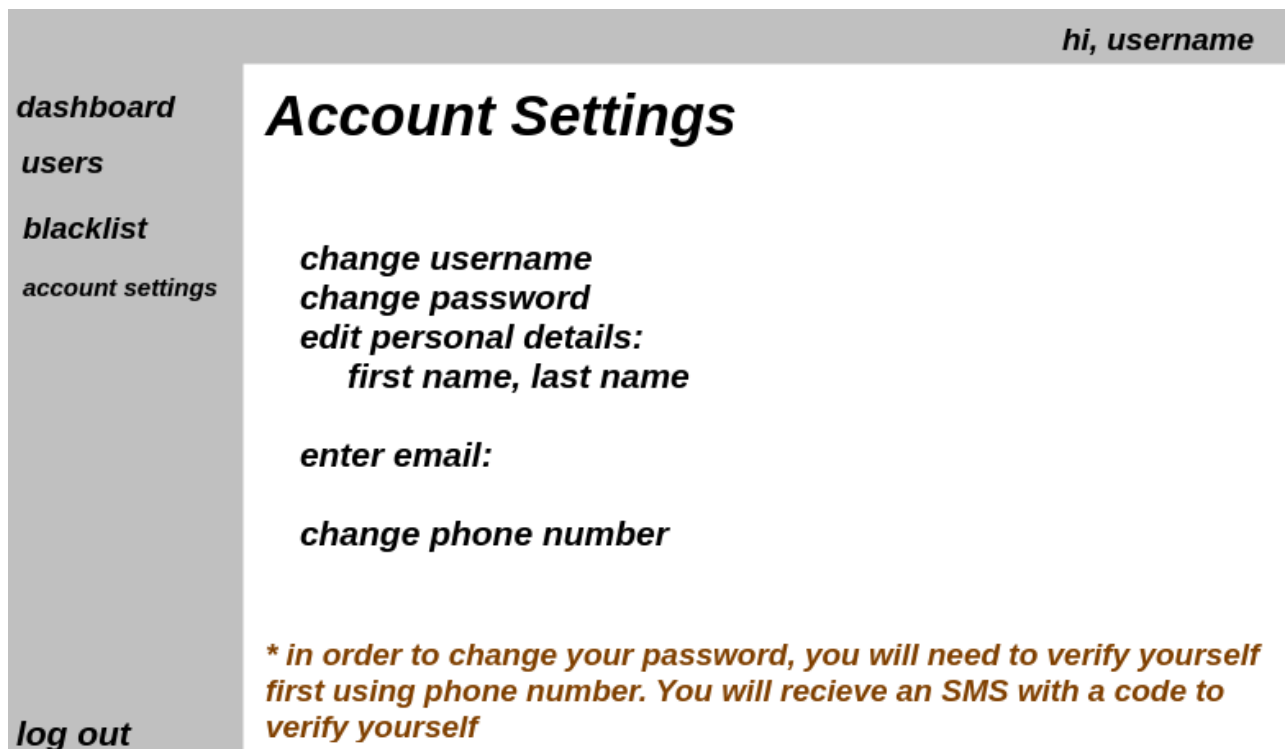 hi, username
dashboard
users
blacklist
account settings
log out
Account Settings
change username
change password
edit personal details:
first name, last name
enter email:
change phone number
* in order to change your password, you will need to verify yourself
first using phone number. You will recieve an SMS with a code to
verify yourself